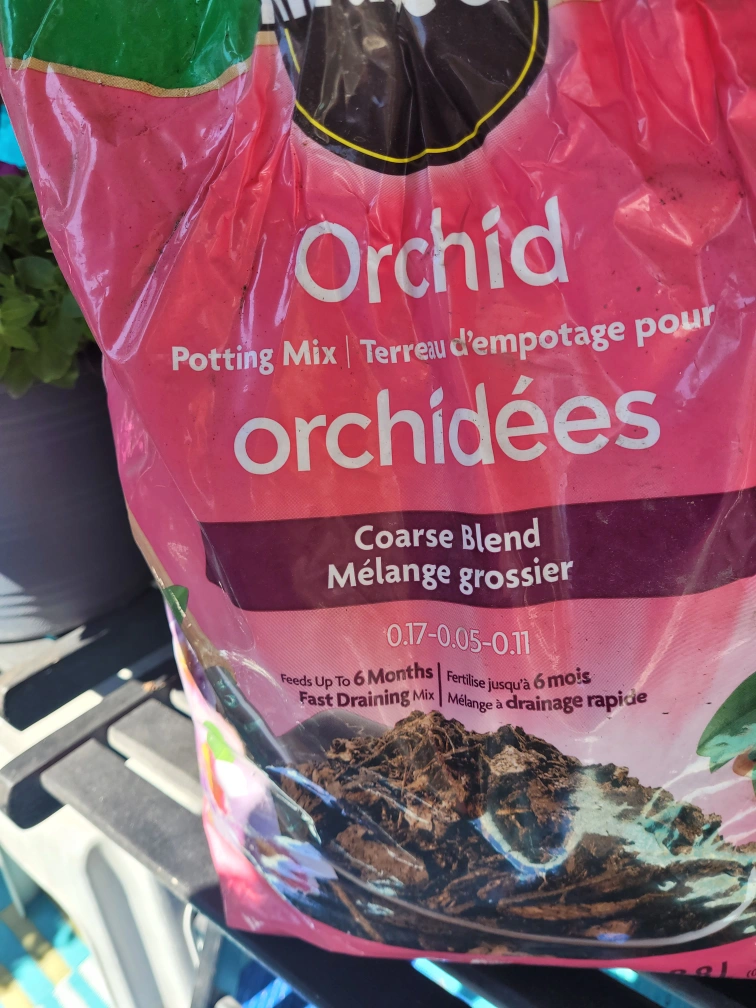 Orchid
Potting Mix | Terreau d'empotage pour
orchidées
Coarse Blend
Mélange grossier
0.17-0.05-0.11
Feeds Up To 6 Months | Fertilise jusqu'à 6 mois
Fast Draining Mix | Mélange à drainage rapide